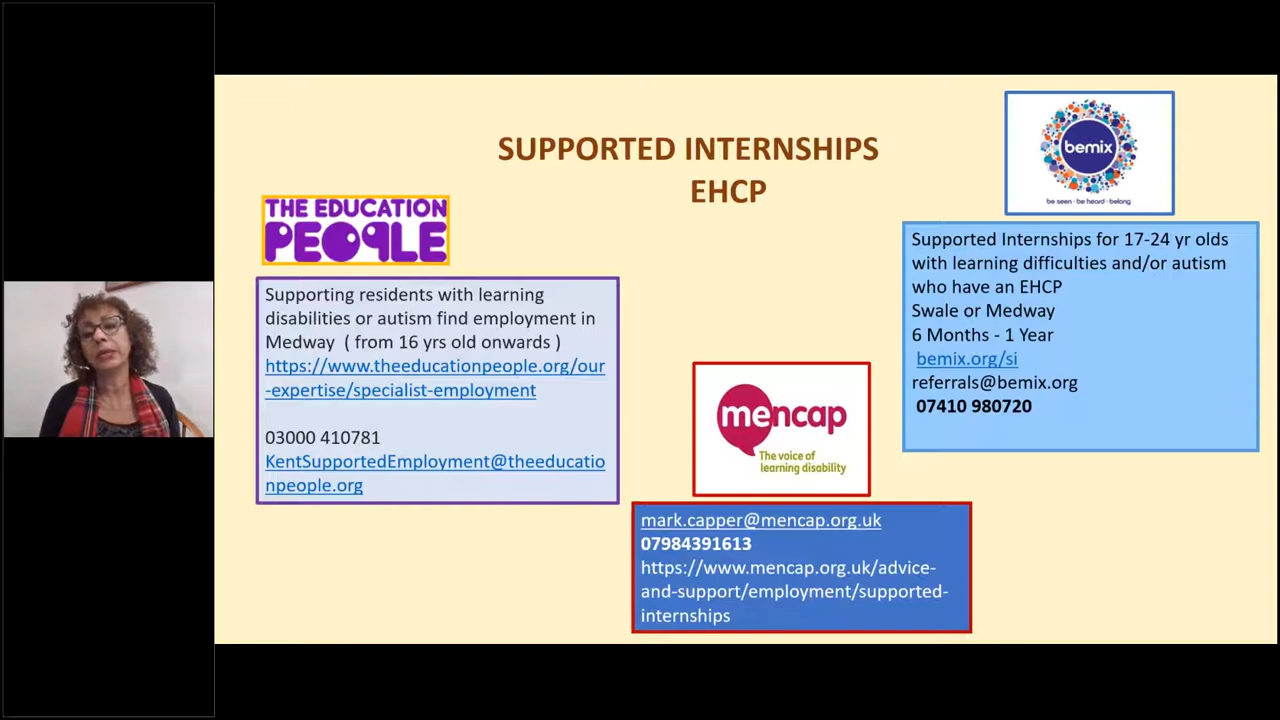 SUPPORTED INTERNSHIPS
EHCP
THE EDUCATION
PEOPLE
Supporting residents with learning
disabilities or autism find employment in
Medway ( from 16 yrs old onwards )
https://www.theeducationpeople.org/our
-expertise/specialist-employment
03000 410781
KentSupportedEmployment@theeducatio
npeople.org
mencap
The voice of
learning disability
mark.capper@mencap.org.uk
07984391613
https://www.mencap.org.uk/advice-
and-support/employment/supported-
internships
bemix
be seen · be heard · belong
Supported Internships for 17-24 yr olds
with learning difficulties and/or autism
who have an EHCP
Swale or Medway
6 Months - 1 Year
bemix.org/si
referrals@bemix.org
07410 980720